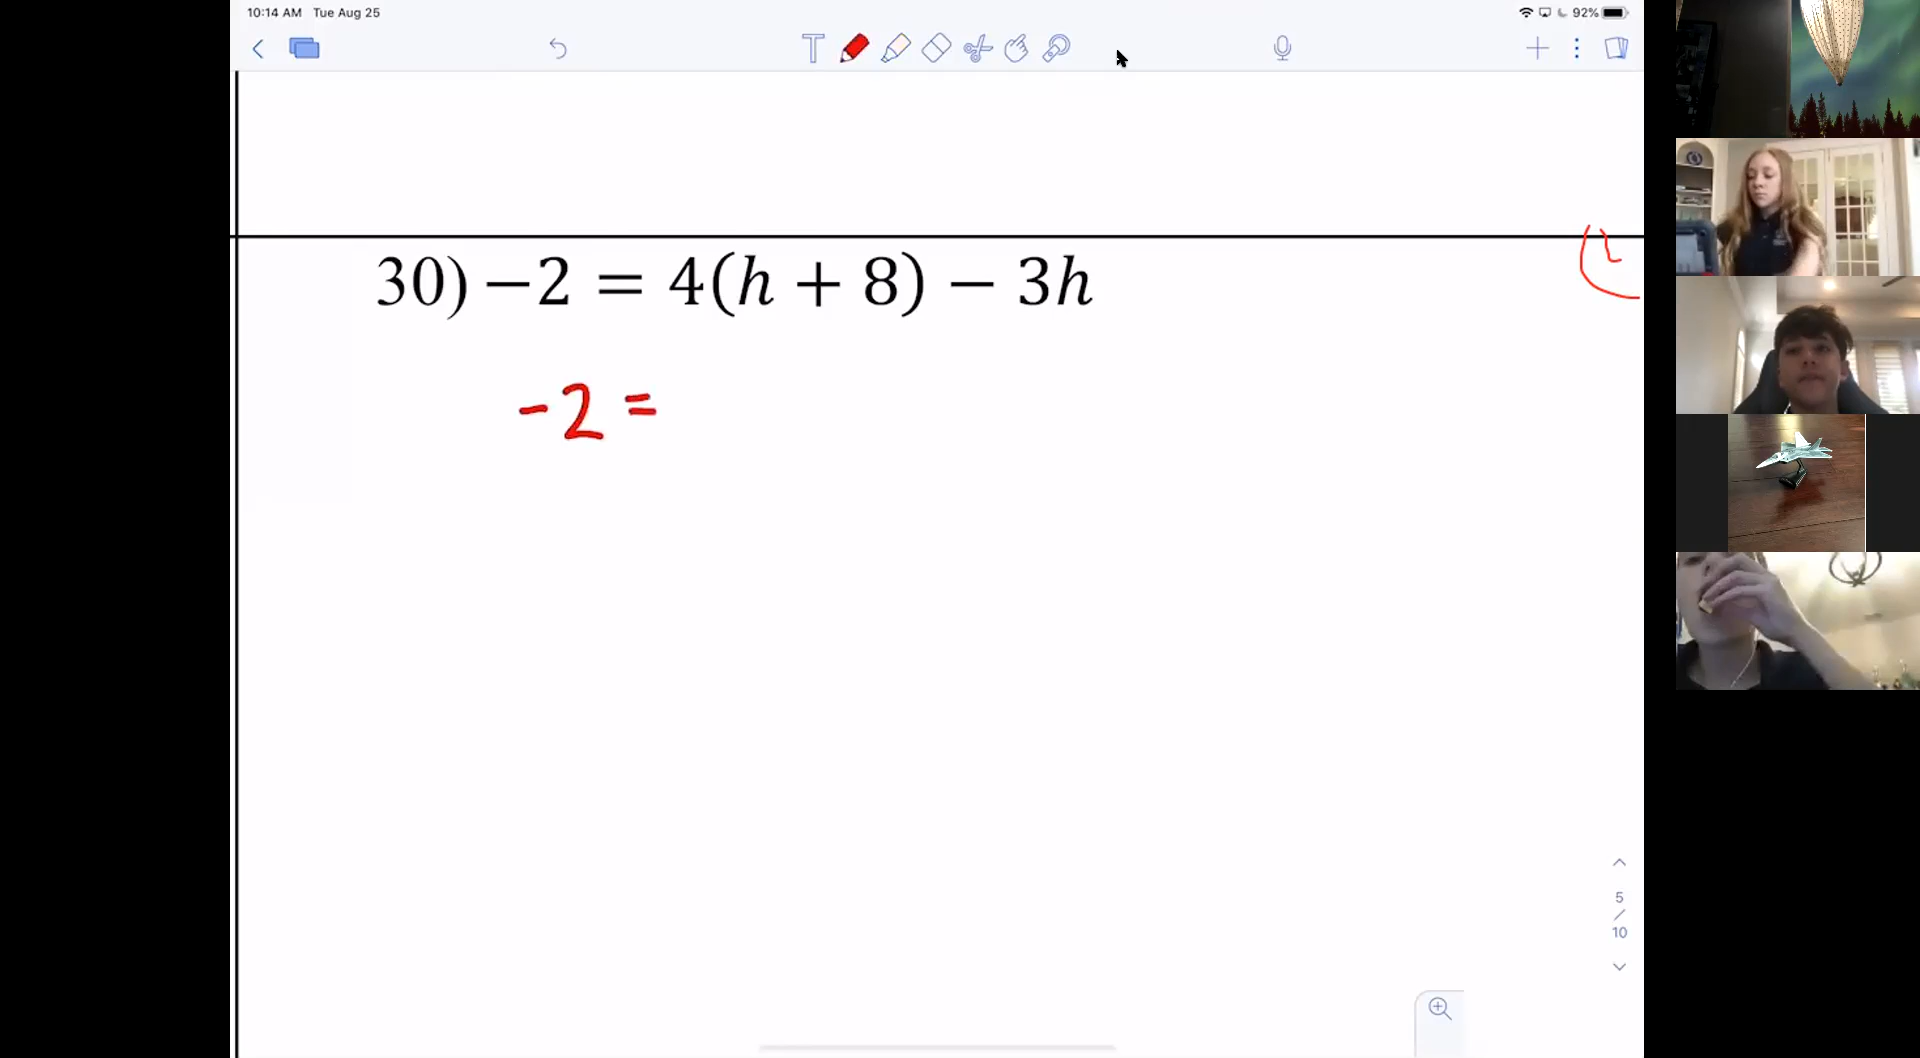 10:14 AM Tue Aug 25
92%
30) −2 = 4(h + 8) − 3h
-2 =
5
/
10